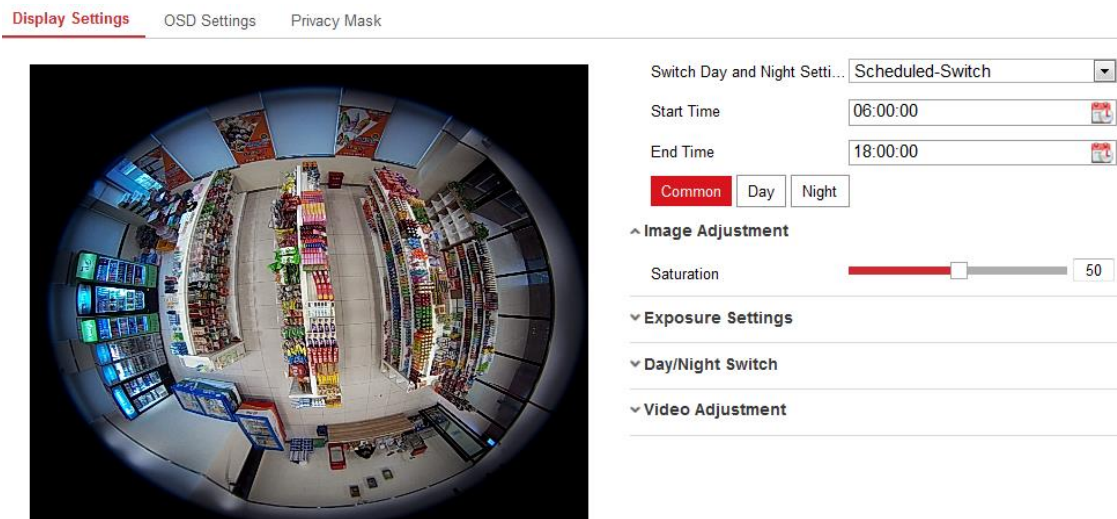 Display Settings OSD Settings Privacy Mask
Switch Day and Night Setti... Scheduled-Switch
Start Time 06:00:00
End Time 18:00:00
Common Day Night
Image Adjustment
Saturation 50
Exposure Settings
Day/Night Switch
Video Adjustment